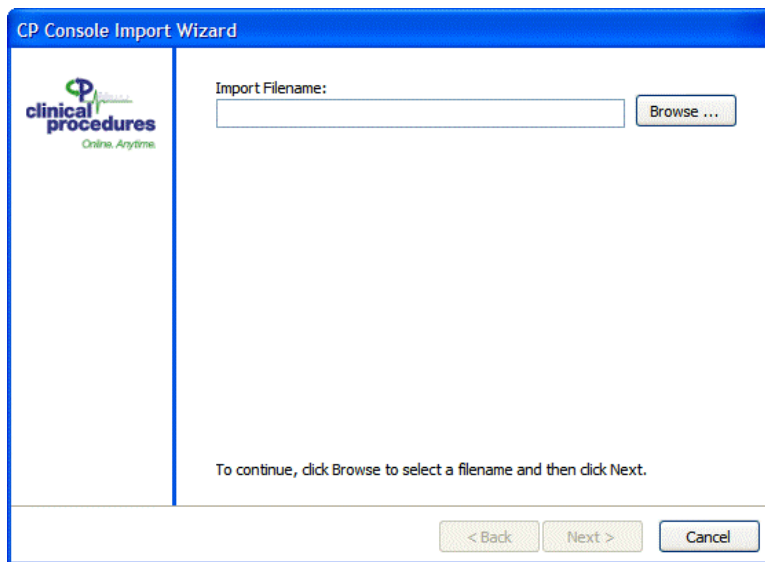 CP Console Import Wizard
CP
clinical
procedures
Online. Anytime.
Import Filename:
Browse ...
To continue, click Browse to select a filename and then click Next.
< Back
Next >
Cancel